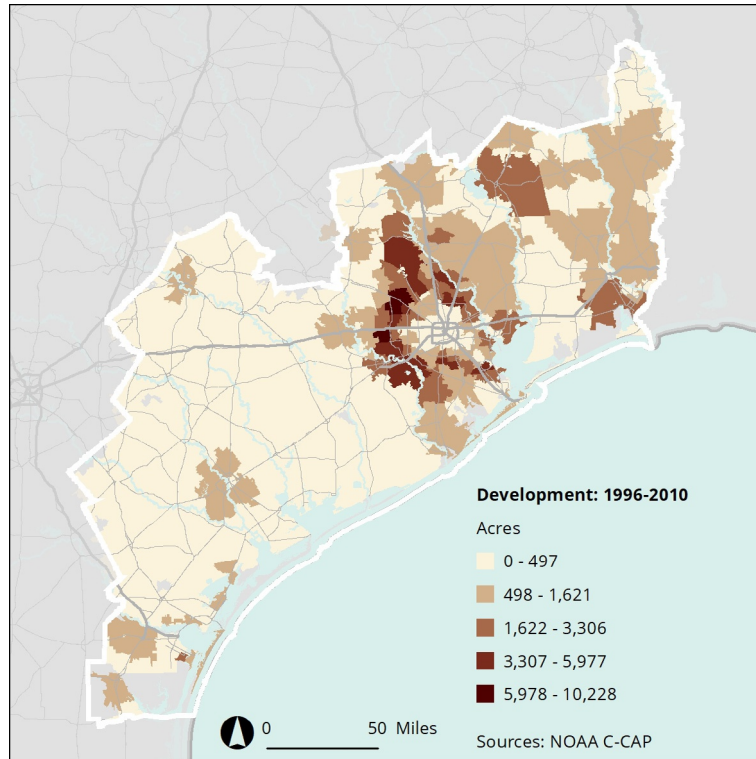 Development: 1996-2010
Acres
0 - 497
498 - 1,621
1,622 - 3,306
3,307 - 5,977
5,978 - 10,228
0 50 Miles
Sources: NOAA C-CAP